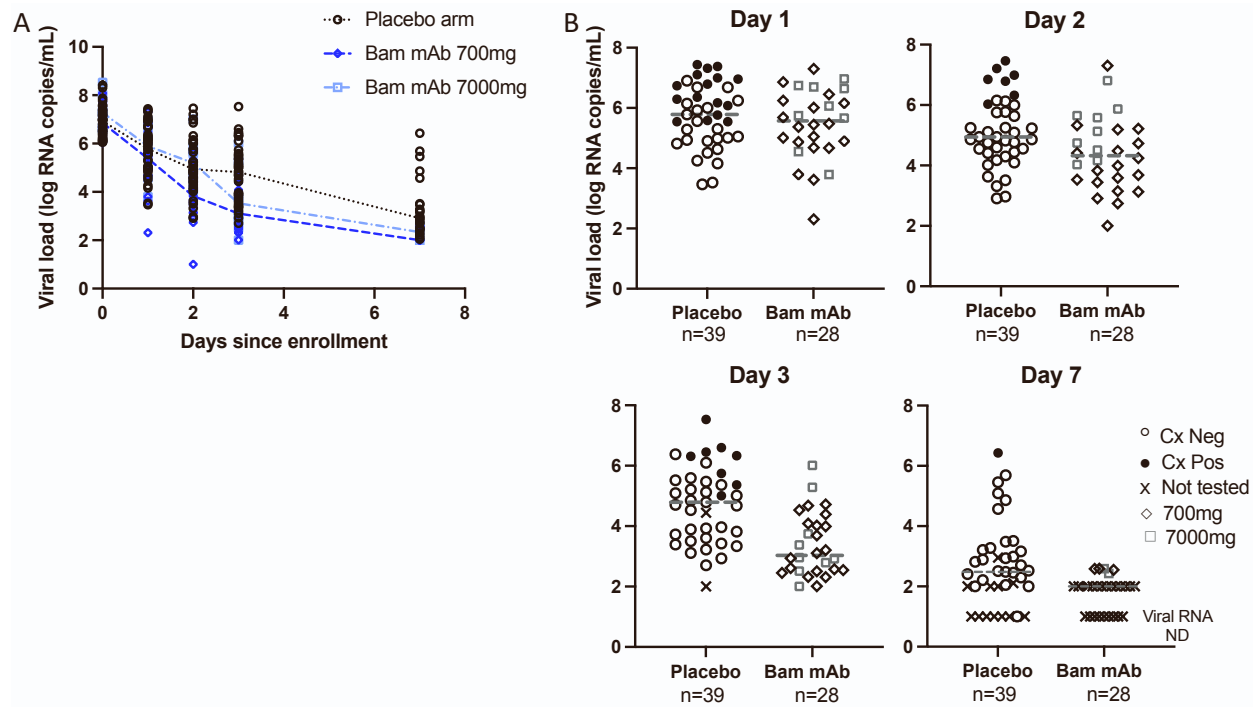 A
Placebo arm
Bam mAb 700mg
Bam mAb 7000mg
Viral load (log RNA copies/mL)
10
8
6
4
2
0
0 2 4 6 8
Days since enrollment
B
Day 1
Viral load (log RNA copies/mL)
8
6
4
2
0
Placebo Bam mAb
n=39 n=28
Day 2
8
6
4
2
0
Placebo Bam mAb
n=39 n=28
Day 3
8
6
4
2
0
Placebo Bam mAb
n=39 n=28
Day 7
8
6
4
2
0
Placebo Bam mAb
n=39 n=28
Cx Neg
Cx Pos
Not tested
700mg
7000mg
Viral RNA
ND